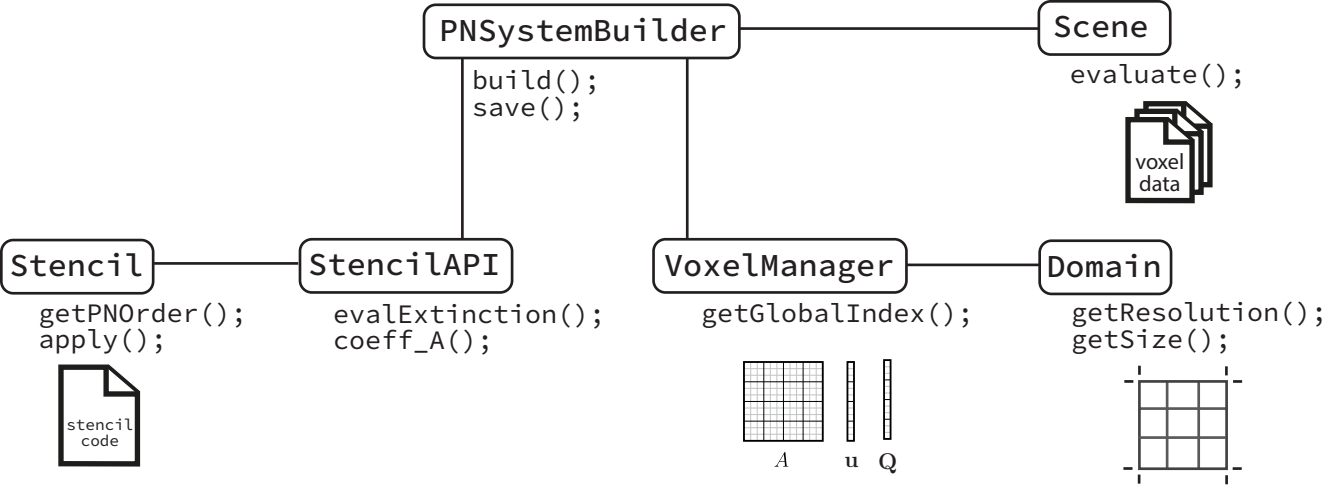 PNSystemBuilder
build();
save();
Scene
evaluate();
voxel
data
Stencil
getPNOrder();
apply();
stencil
code
StencilAPI
evalExtinction();
coeff_A();
VoxelManager
getGlobalIndex();
A
u
Q
Domain
getResolution();
getSize();